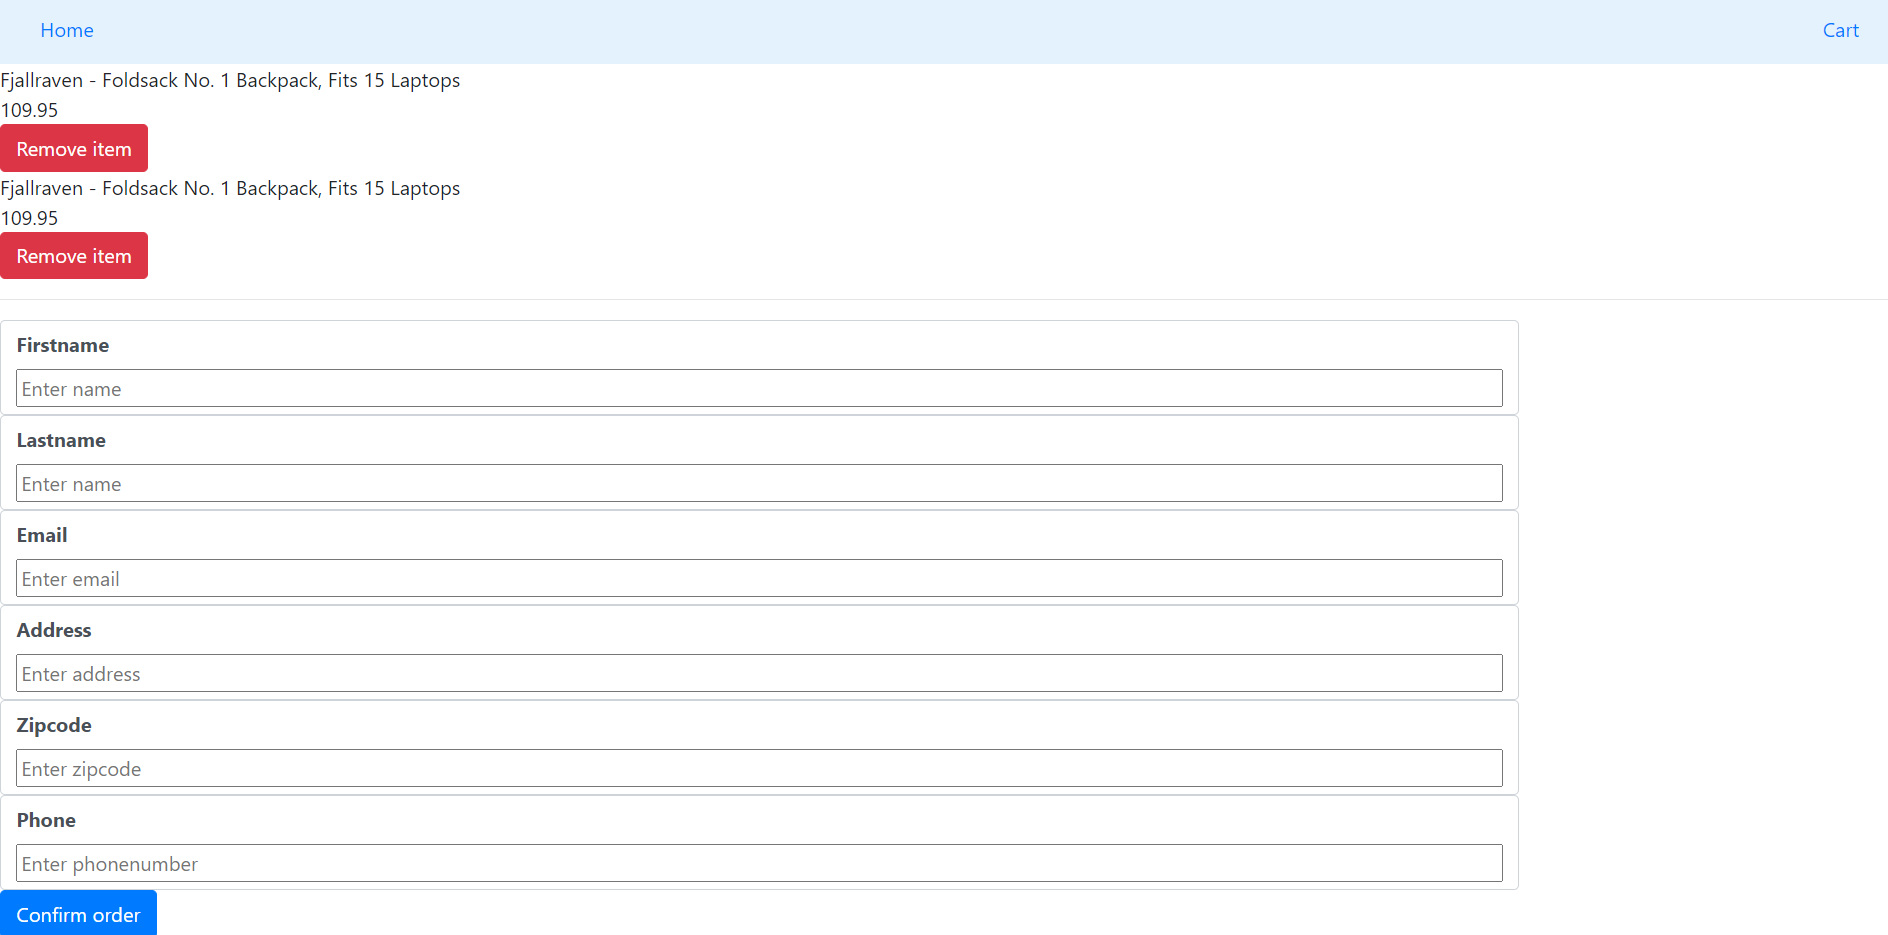 Home Cart
Fjallraven - Foldsack No. 1 Backpack, Fits 15 Laptops
109.95
Remove item
Fjallraven - Foldsack No. 1 Backpack, Fits 15 Laptops
109.95
Remove item
Firstname
Enter name
Lastname
Enter name
Email
Enter email
Address
Enter address
Zipcode
Enter zipcode
Phone
Enter phonenumber
Confirm order